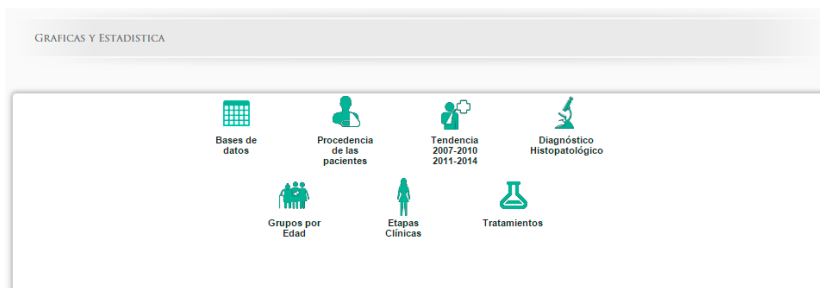 GRAFICAS Y ESTADISTICA
Bases de
datos
Procedencia
de las
pacientes
Tendencia
2007-2010
2011-2014
Diagnóstico
Histopatológico
Grupos por
Edad
Etapas
Clínicas
Tratamientos